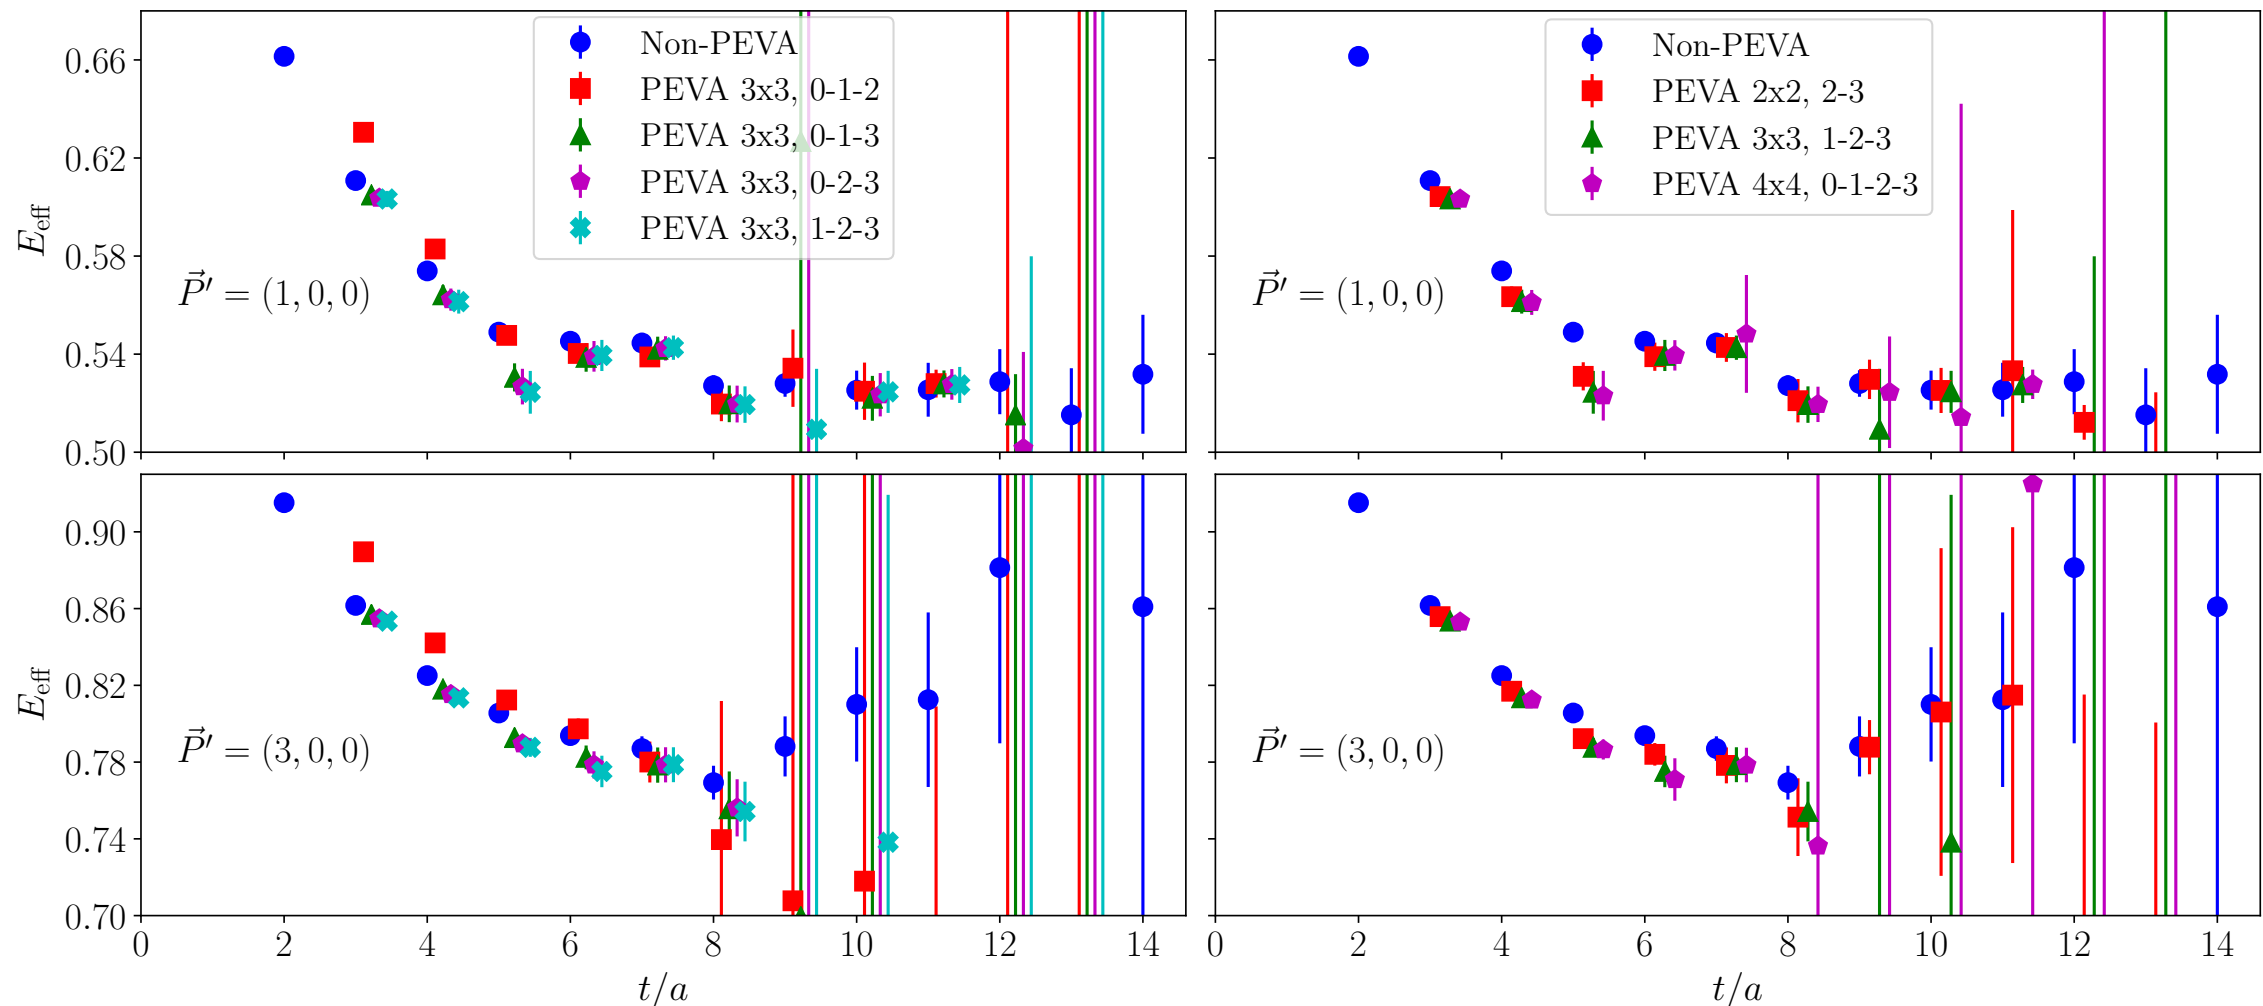 0.66
0.62
0.58
0.54
0.50
E_eff
P⃗′ = (1, 0, 0)
Non-PEVA
PEVA 3x3, 0-1-2
PEVA 3x3, 0-1-3
PEVA 3x3, 0-2-3
PEVA 3x3, 1-2-3
P⃗′ = (1, 0, 0)
Non-PEVA
PEVA 2x2, 2-3
PEVA 3x3, 1-2-3
PEVA 4x4, 0-1-2-3
0.90
0.86
0.82
0.78
0.74
0.70
E_eff
P⃗′ = (3, 0, 0)
0 2 4 6 8 10 12 14
t/a
P⃗′ = (3, 0, 0)
0 2 4 6 8 10 12 14
t/a